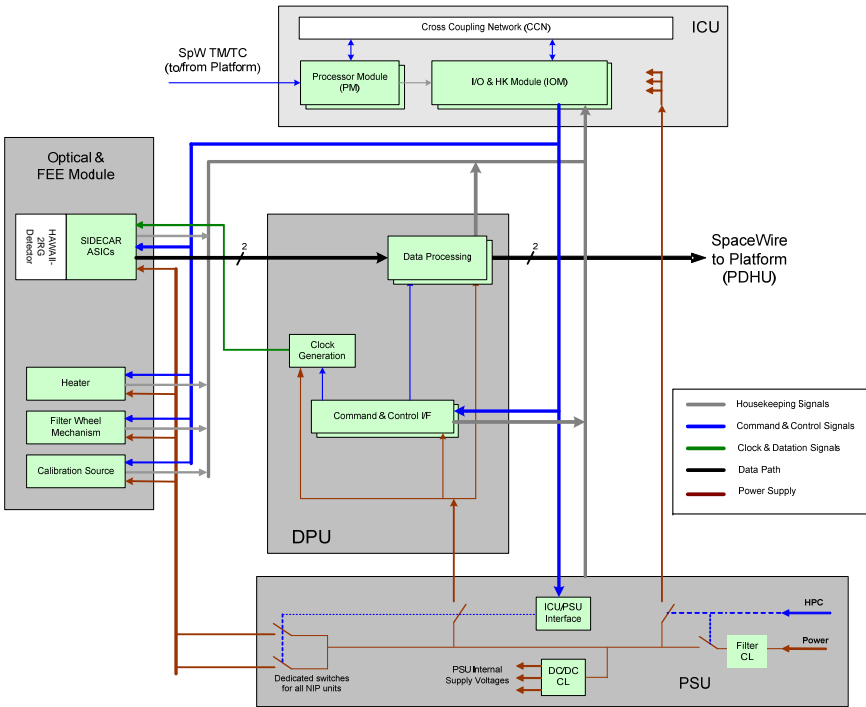 ICU
Cross Coupling Network (CCN)
SpW TM/TC
(to/from Platform)
Processor Module
(PM)
I/O & HK Module (IOM)
Optical &
FEE Module
HAWAII-
2RG
Detector
SIDECAR
ASICs
2
Data Processing
2
SpaceWire
to Platform
(PDHU)
Clock
Generation
Heater
Filter Wheel
Mechanism
Calibration Source
Command & Control I/F
DPU
Housekeeping Signals
Command & Control Signals
Clock & Datation Signals
Data Path
Power Supply
ICU/PSU
Interface
HPC
Power
Filter
CL
Dedicated switches
for all NIP units
PSU Internal
Supply Voltages
DC/DC
CL
PSU